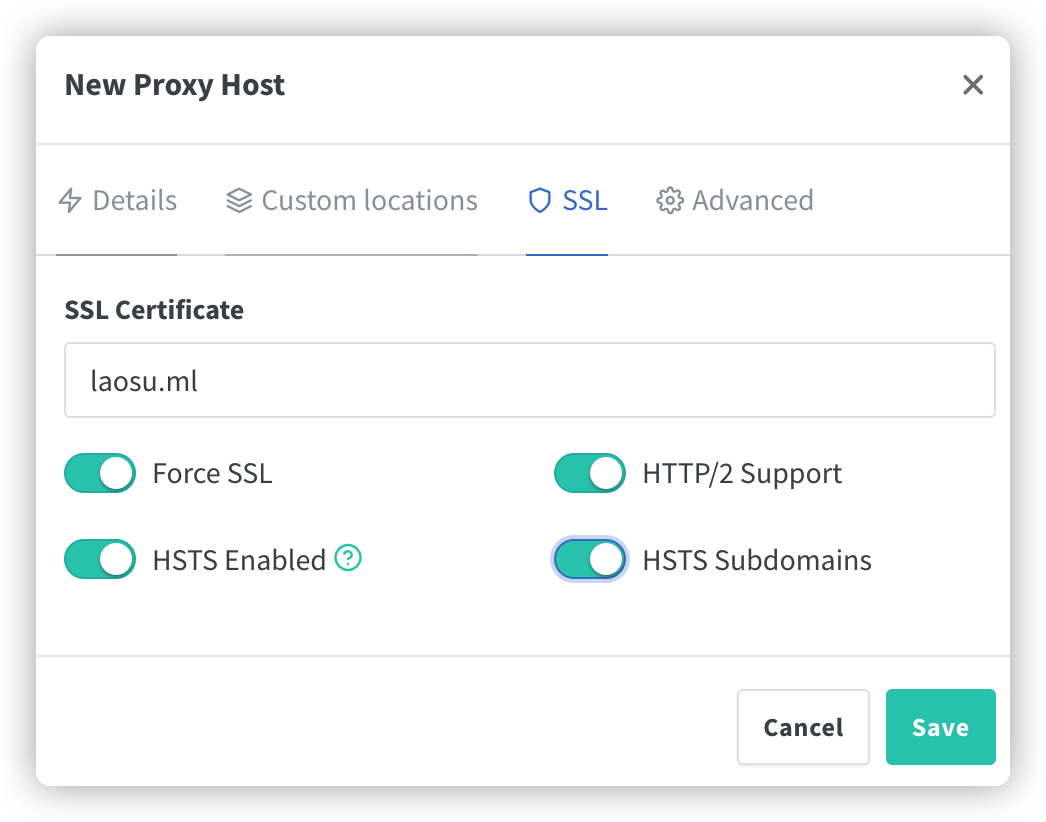 New Proxy Host
Details Custom locations SSL Advanced
SSL Certificate
laosu.ml
Force SSL HTTP/2 Support
HSTS Enabled ? HSTS Subdomains
Cancel Save